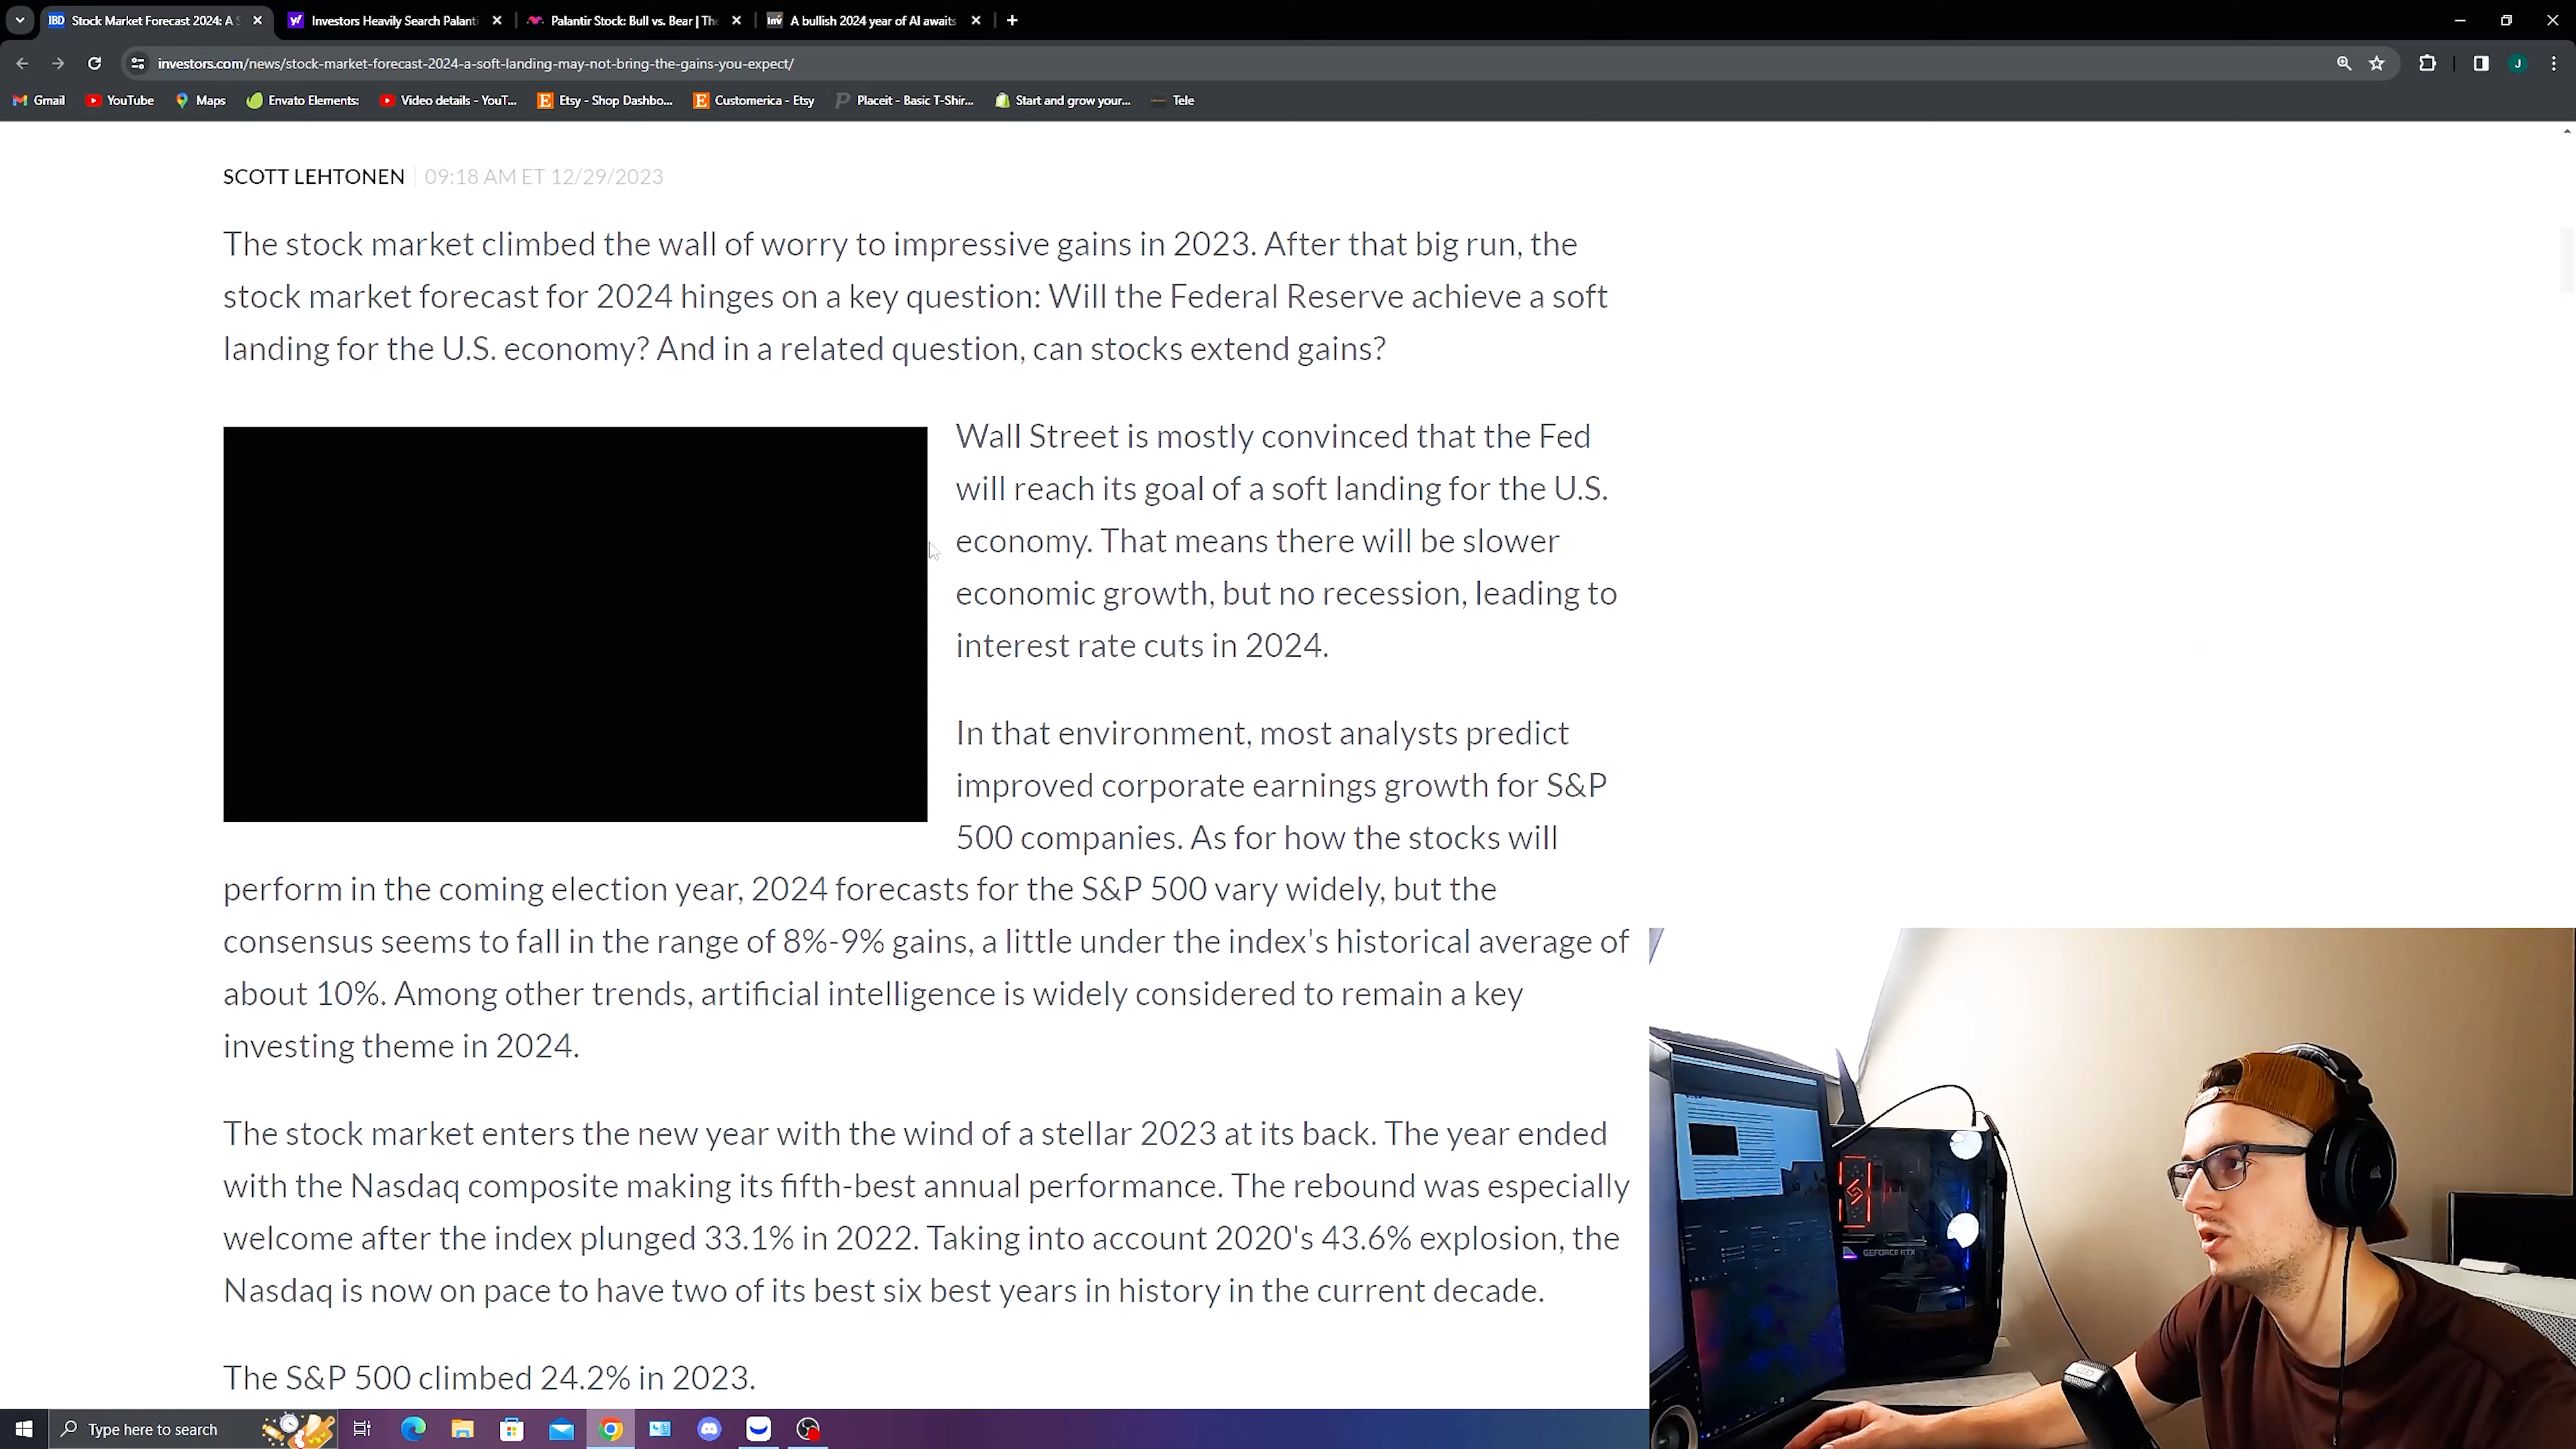 Stock Market Forecast 2024: A S
Investors Heavily Search Palanti
Palantir Stock: Bull vs. Bear | The
A bullish 2024 year of AI awaits
investors.com/news/stock-market-forecast-2024-a-soft-landing-may-not-bring-the-gains-you-expect/
J
Gmail
YouTube
Maps
Envato Elements:
Video details - YouT...
Etsy - Shop Dashbo...
Customerica - Etsy
Placeit - Basic T-Shir...
Start and grow your...
Tele
SCOTT LEHTONEN | 09:18 AM ET 12/29/2023
The stock market climbed the wall of worry to impressive gains in 2023. After that big run, the
stock market forecast for 2024 hinges on a key question: Will the Federal Reserve achieve a soft
landing for the U.S. economy? And in a related question, can stocks extend gains?
Wall Street is mostly convinced that the Fed
will reach its goal of a soft landing for the U.S.
economy. That means there will be slower
economic growth, but no recession, leading to
interest rate cuts in 2024.
In that environment, most analysts predict
improved corporate earnings growth for S&P
500 companies. As for how the stocks will
perform in the coming election year, 2024 forecasts for the S&P 500 vary widely, but the
consensus seems to fall in the range of 8%-9% gains, a little under the index's historical average of
about 10%. Among other trends, artificial intelligence is widely considered to remain a key
investing theme in 2024.
The stock market enters the new year with the wind of a stellar 2023 at its back. The year ended
with the Nasdaq composite making its fifth-best annual performance. The rebound was especially
welcome after the index plunged 33.1% in 2022. Taking into account 2020's 43.6% explosion, the
Nasdaq is now on pace to have two of its best six best years in history in the current decade.
The S&P 500 climbed 24.2% in 2023.
GEFORCE RTX
Type here to search